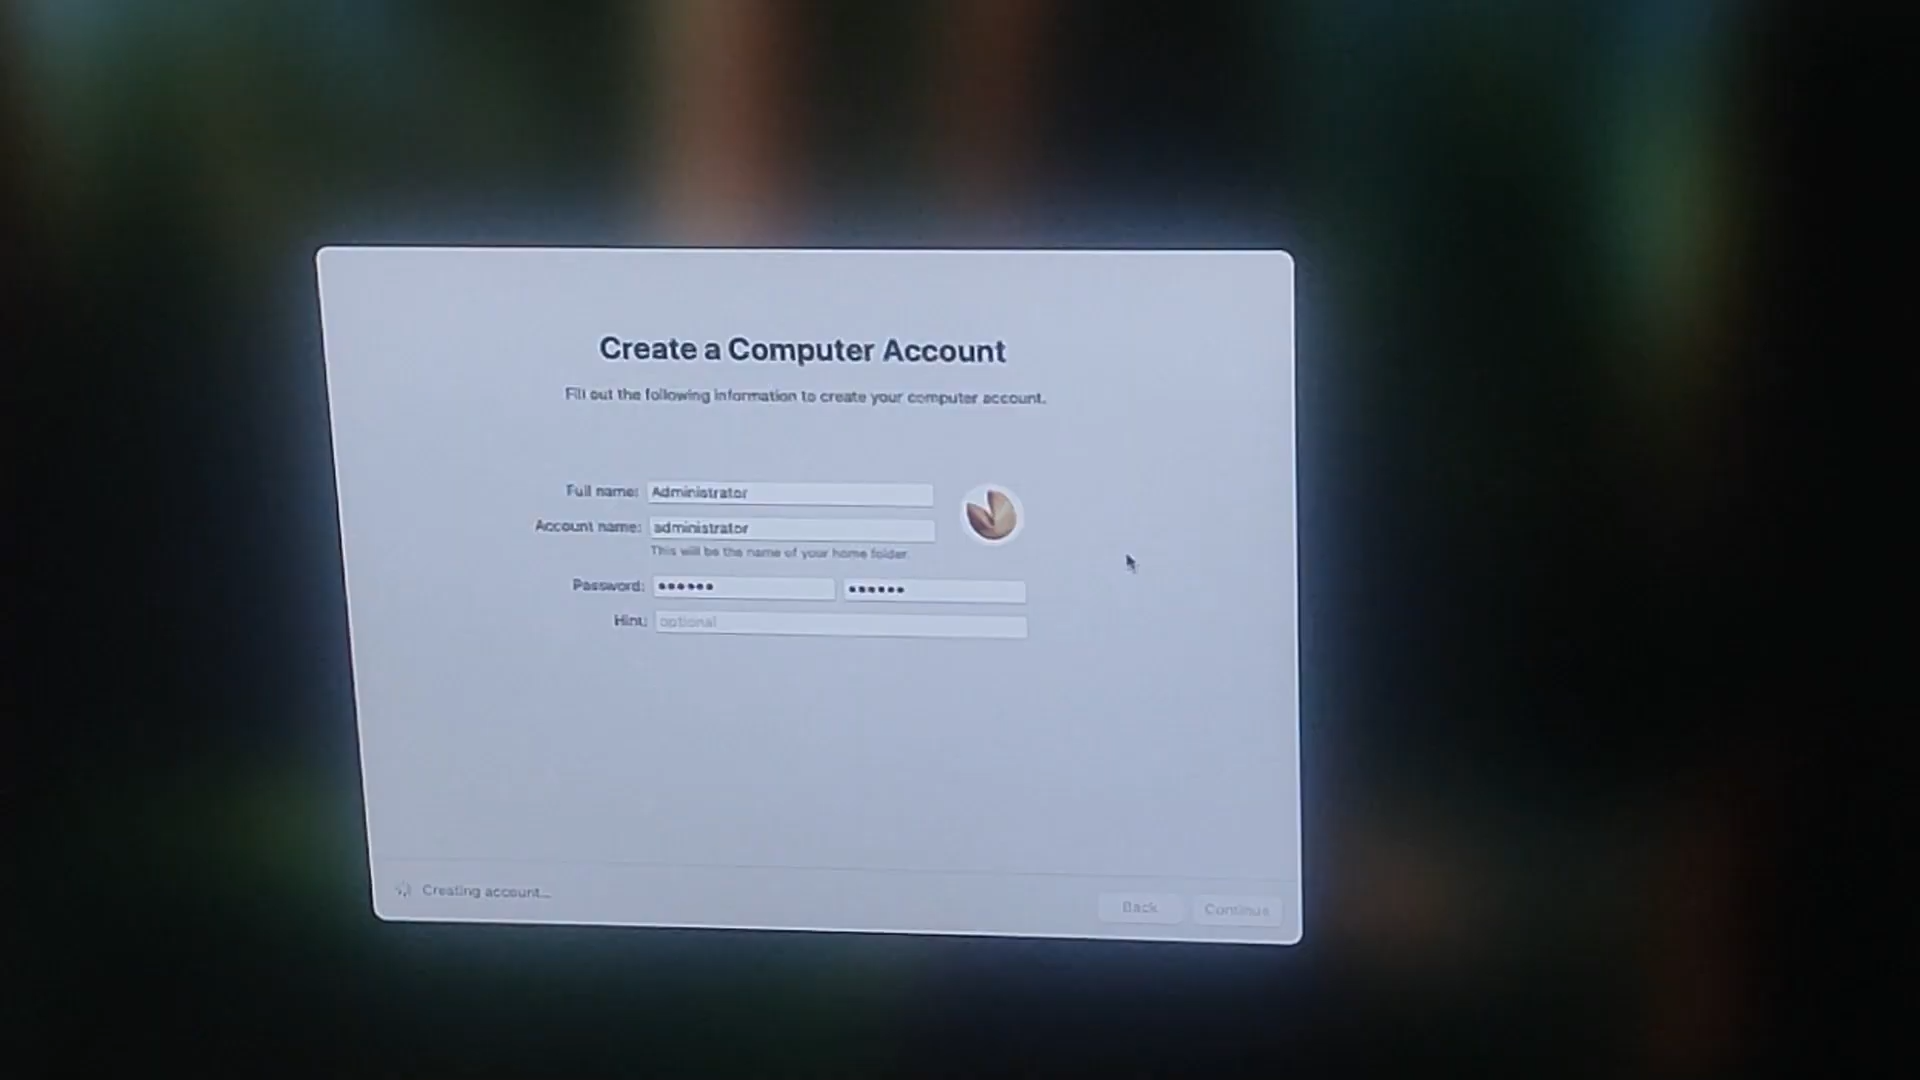 Create a Computer Account
Fill out the following information to create your computer account.
Full name: Administrator
Account name: administrator
This will be the name of your home folder.
Password: •••••• ••••••
Hint: optional
Creating account...
Back Continue